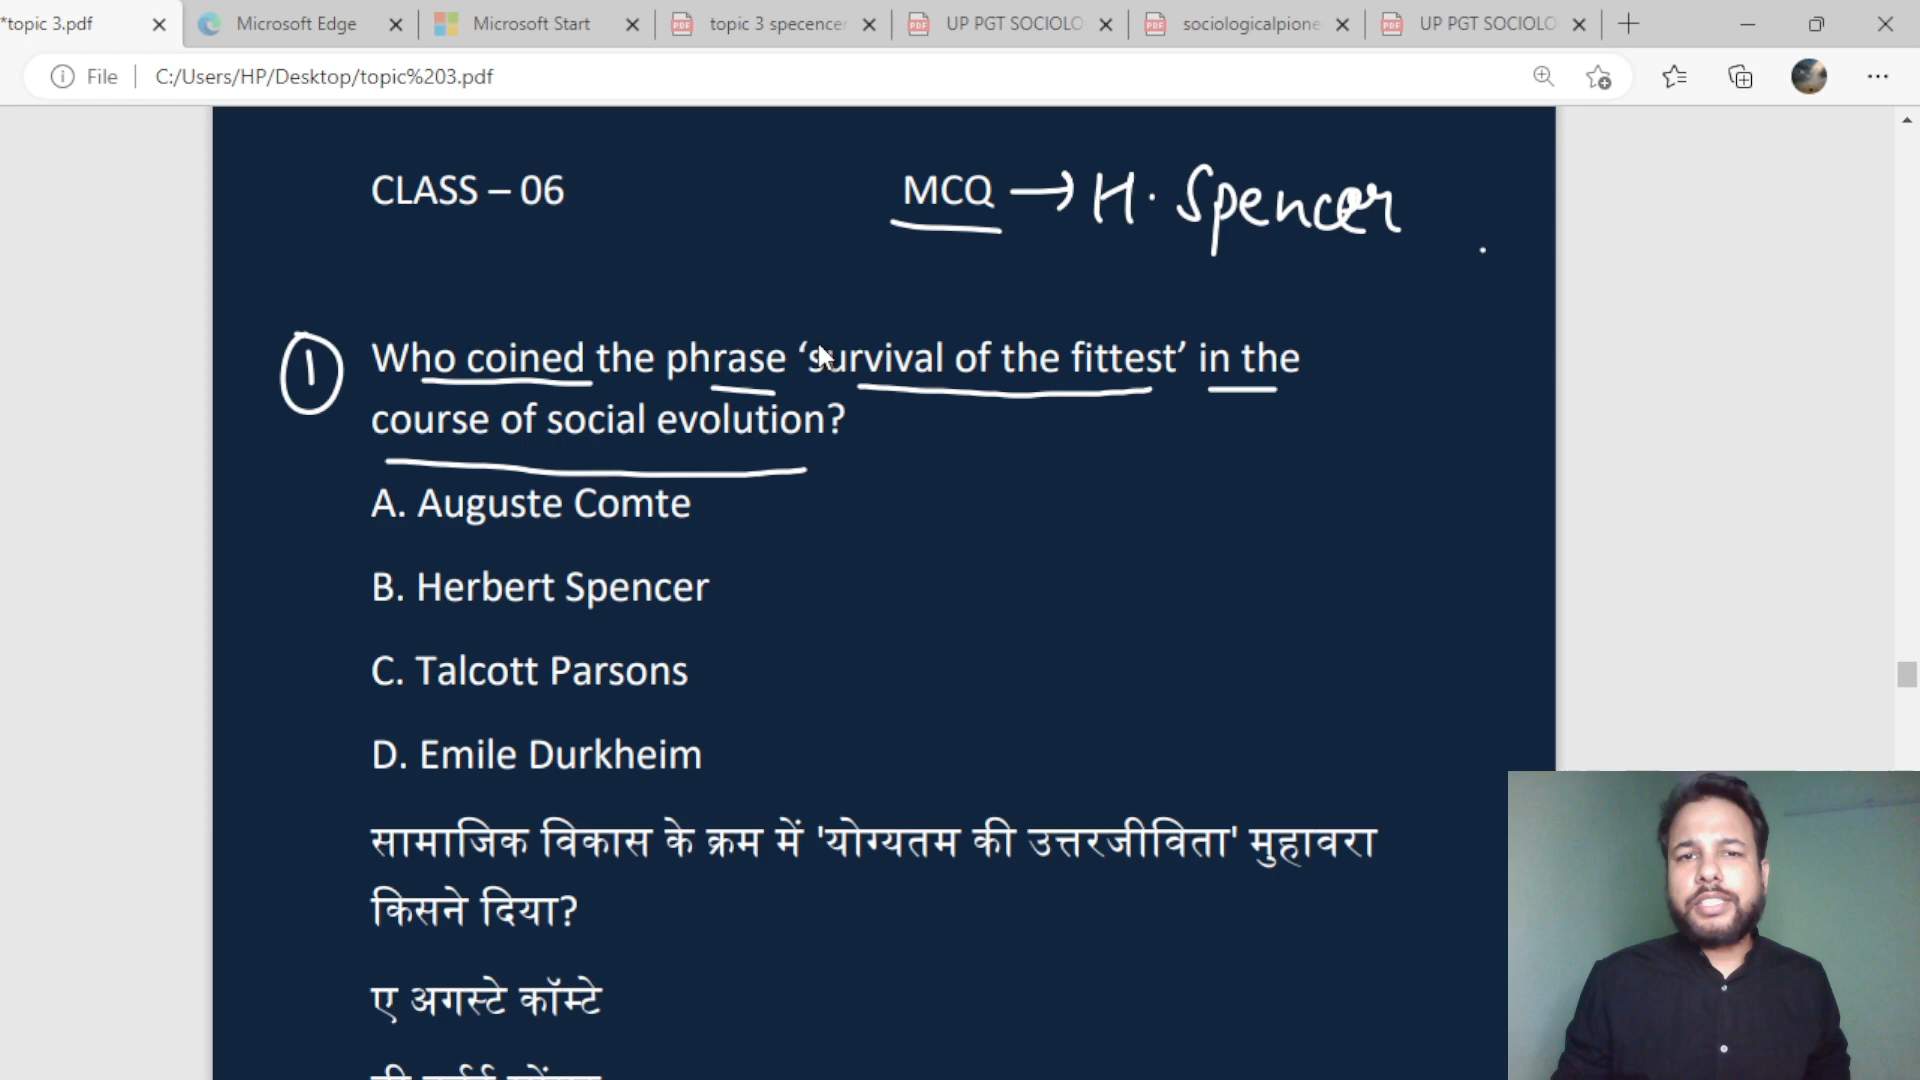 *topic 3.pdf
Microsoft Edge
Microsoft Start
topic 3 specencer
UP PGT SOCIOLO
sociologicalpione
UP PGT SOCIOLO
File
C:/Users/HP/Desktop/topic%203.pdf
CLASS – 06
MCQ → H. Spencer
① Who coined the phrase ‘survival of the fittest’ in the
course of social evolution?
A. Auguste Comte
B. Herbert Spencer
C. Talcott Parsons
D. Emile Durkheim
सामाजिक विकास के क्रम में 'योग्यतम की उत्तरजीविता' मुहावरा
किसने दिया?
ए अगस्टे कॉम्टे